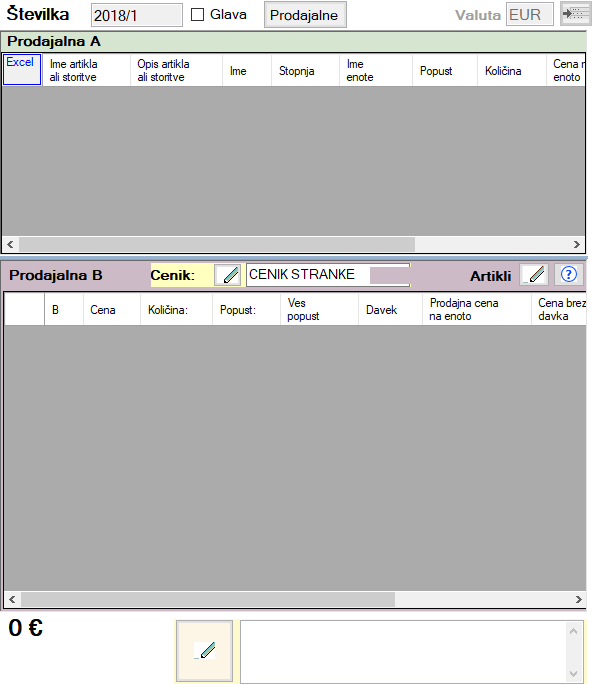 Številka 2018/1 Glava Prodajalne Valuta EUR
Prodajalna A
Excel Ime artikla ali storitve Opis artikla ali storitve Ime Stopnja Ime enote Popust Količina Cena enoto
Prodajalna B Cenik: CENIK STRANKE Artikli ?
B Cena Količina: Popust: Ves popust Davek Prodajna cena na enoto Cena brez davka
0 €